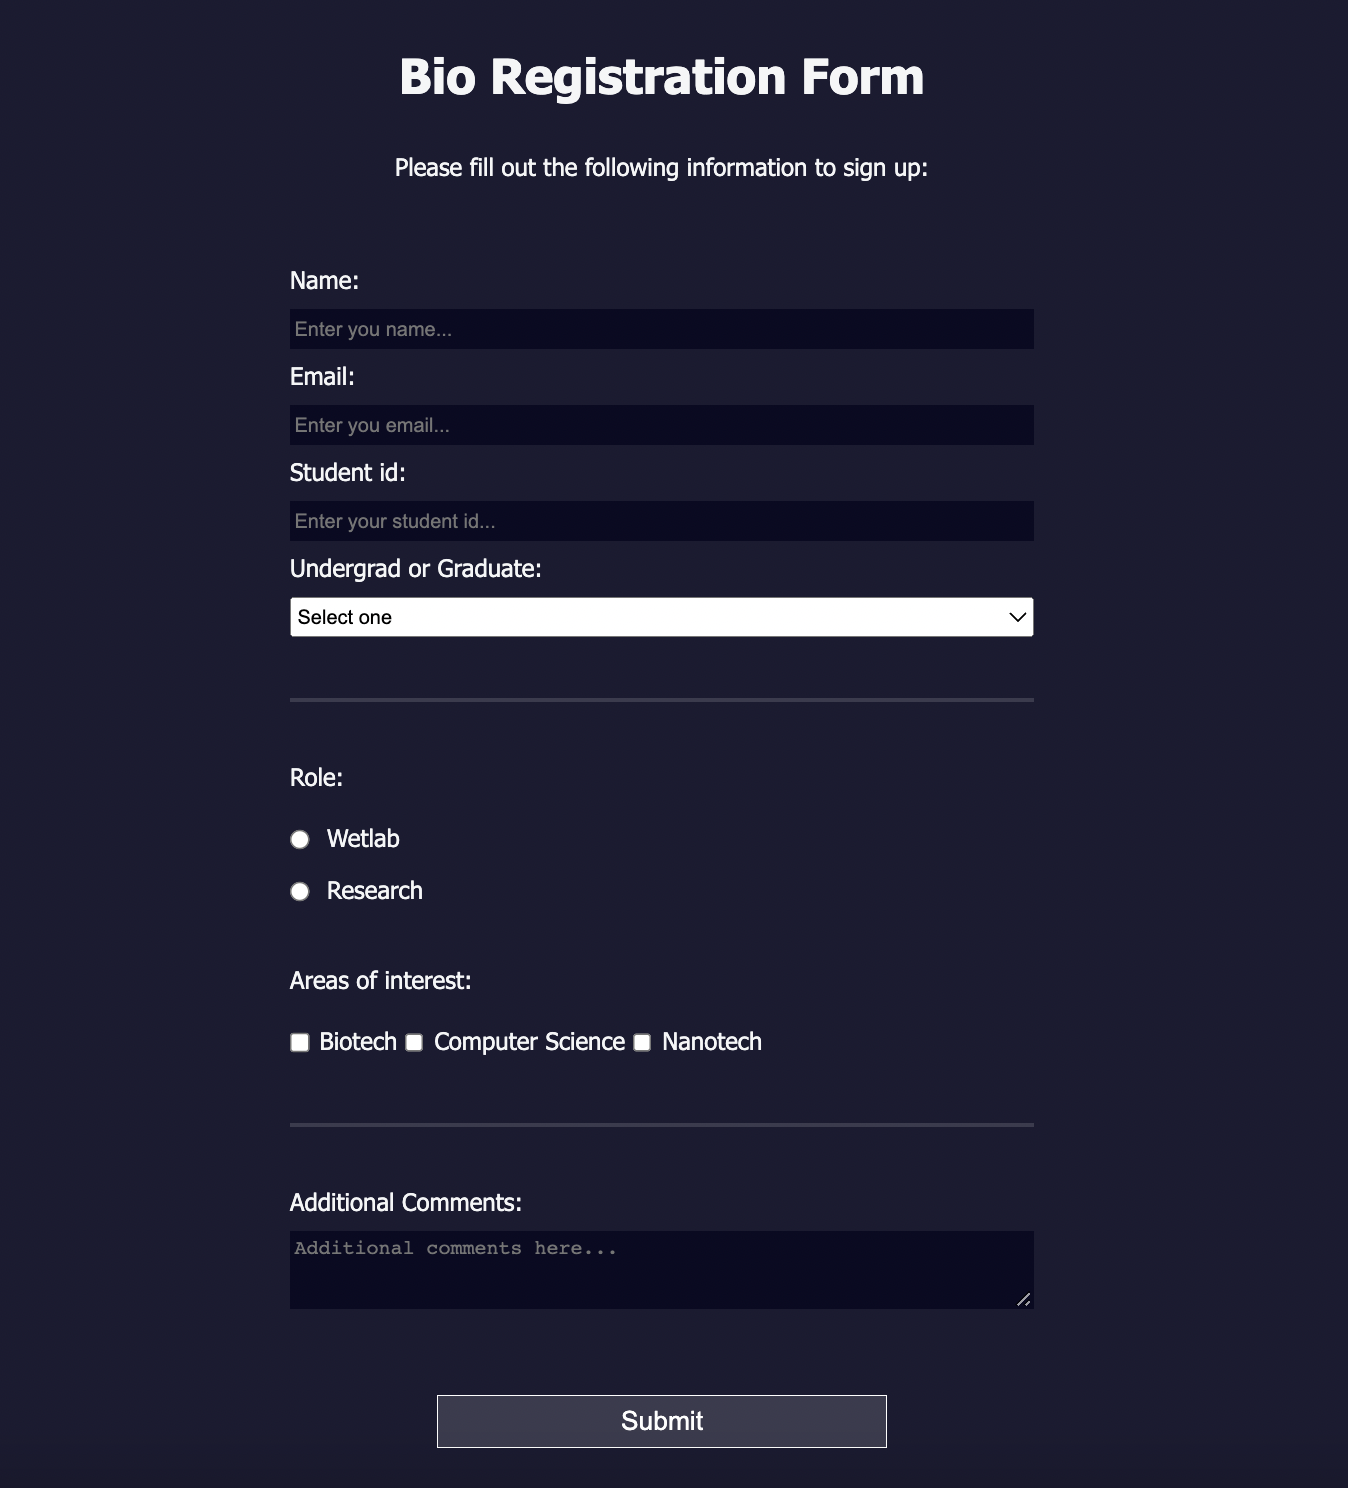 Bio Registration Form
Please fill out the following information to sign up:
Name:
Enter you name...
Email:
Enter you email...
Student id:
Enter your student id...
Undergrad or Graduate:
Select one
Role:
Wetlab
Research
Areas of interest:
Biotech Computer Science Nanotech
Additional Comments:
Additional comments here...
Submit